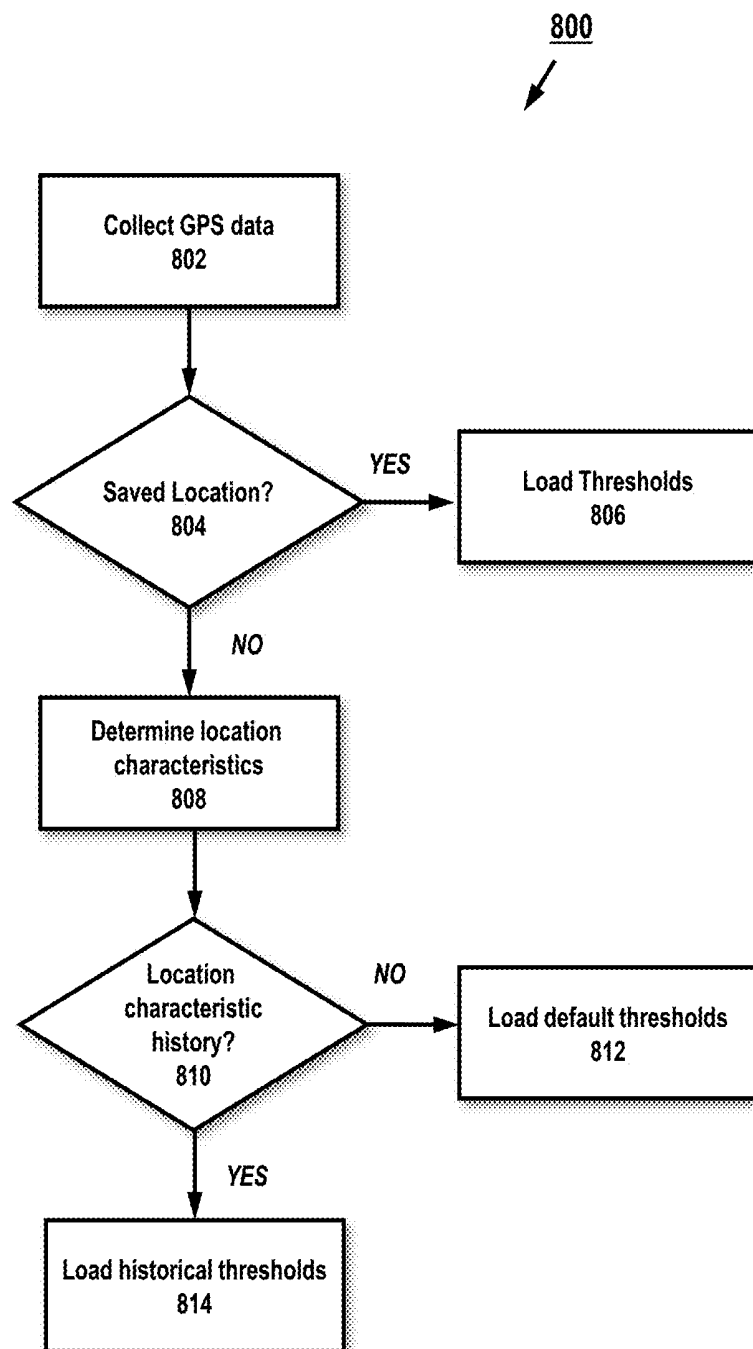 800
Collect GPS data
802
Saved Location?
804
YES
Load Thresholds
806
NO
Determine location
characteristics
808
Location
characteristic
history?
810
NO
Load default thresholds
812
YES
Load historical thresholds
814